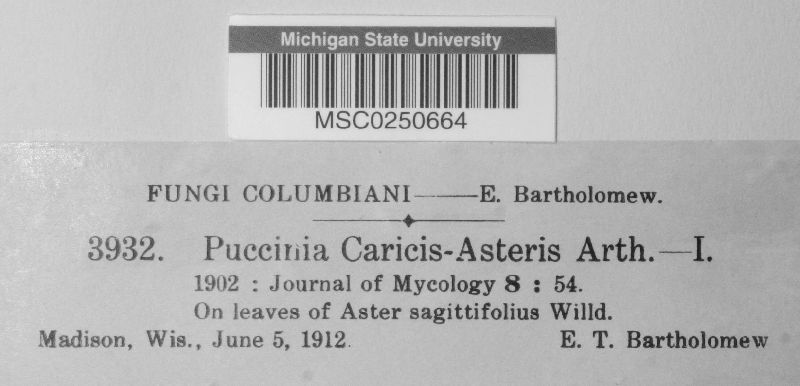 Michigan State University
MSC0250664
FUNGI COLUMBIANI——E. Bartholomew.
3932. Puccinia Caricis-Asteris Arth.—I.
1902 : Journal of Mycology 8 : 54.
On leaves of Aster sagittifolius Willd.
Madison, Wis., June 5, 1912. E. T. Bartholomew